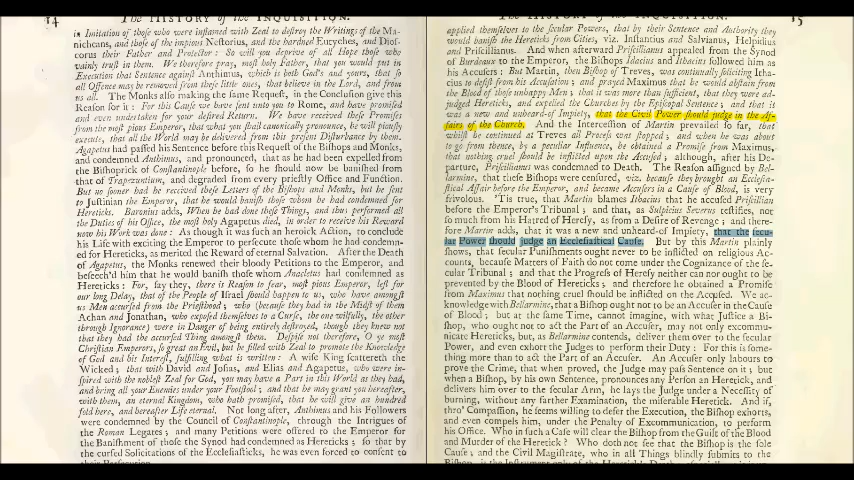 14 The HISTORY of the INQUISITION.
in Imitation of those who were inflamed with Zeal to destroy the Writings of the Ma-
nicheans, and those of the impious Nestorius, and the hardned Eutyches, and Dios-
corus their Father and Protector: So will you deprive of all Hope those who
vainly trust in them. We therefore pray, most holy Father, that you would put in
Execution that Sentence against Anthimus, which is both God's and yours, that so
all Offence may be removed from these little ones, that believe in the Lord, and from
us all. The Monks also making the same Request, in the Conclusion give this
Reason for it: For this Cause we have sent you to Rome, and have promised
and even undertaken for your desired Return. We have received these Promises
from the most pious Emperor, that what you shall canonically pronounce, he will piously
execute, that all the World may be delivered from this present Disturbance by them.
Agapetus had passed his Sentence before this Request of the Bishops and Monks,
and condemned Anthimus, and pronounced, that as he had been expelled from
the Bishoprick of Constantinople before, so he should now be banished from
that of Trapezuntium, and degraded from every priestly Office and Function.
But no sooner had he received these Letters of the Bishops and Monks, but he sent
to Justinian the Emperor, that he would banish those whom he had condemned for
Hereticks. Baronius adds, When he had done these Things, and thus performed all
the Duties of his Office, the most holy Agapetus died, in order to receive his Reward
now his Work was done: As though it was such an heroick Action, to conclude
his Life with exciting the Emperor to persecute those whom he had condemn-
ed for Hereticks, as merited the Reward of eternal Salvation. After the Death
of Agapetus, the Monks renewed their bloody Petitions to the Emperor, and
beseech'd him that he would banish those whom Anacletus had condemned as
Hereticks: For, say they, there is Reason to fear, most pious Emperor, lest for
our long Delay, that of the People of Israel should happen to us, who have amongst
us Men accursed from the Priesthood; who (because they had in the Midst of them
Achan and Jonathan, who exposed themselves to a Curse, the one wilfully, the other
through Ignorance) were in Danger of being entirely destroyed, though they knew not
that they had the accursed Thing among them. Despise not therefore, O ye most
Christian Emperors, so great an Evil, but be filled with Zeal to promote the Knowledge
of God and his Interest, fulfilling what is written: A wife King scattereth the
Wicked; that with David and Josias, and Elias and Agapetus, who were in-
spired with the noblest Zeal for God, you may have a Part in this World as they had,
and bring all your Enemies under your Footstool; and that he may grant you hereafter,
with them, an eternal Kingdom, who hath promised, that he will give an hundred
fold here, and hereafter Life eternal. Not long after, Anthimus and his Followers
were condemned by the Council of Constantinople, through the Intrigues of
the Roman Legates; and many Petitions were offered to the Emperor for
the Banishment of those the Synod had condemned as Hereticks; so that by
the cursed Solicitations of the Ecclesiasticks, he was even forced to consent to
their Persecution.
The HISTORY of the INQUISITION. 15
applied themselves to the secular Powers, that by their Sentence and Authority they
would banish the Hereticks from Cities, viz. Instantius and Salvianus, Helpidius
and Priscillianus. And when afterward Priscillianus appealed from the Synod
of Burdeaux to the Emperor, the Bishops Idacius and Ithacius followed him as
his Accusers: But Martin, then Bishop of Treves, was continually soliciting Itha-
cius to desist from his Accusation; and prayed Maximus that he would abstain
from the Blood of those unhappy Men; that it was more than sufficient, that they were ad-
judged Hereticks, and expelled the Churches by the Episcopal Sentence; and that it
was a new and unheard-of Impiety, that the Civil Power should judge in the Af-
fairs of the Church. And the Intercession of Martin prevailed so far, that
whilst he continued at Treves all Process was stopped; and when he was about
to go from thence, by a peculiar Influence, he obtained a Promise from Maximus,
that nothing cruel should be inflicted upon the Accused; although, after his De-
parture, Priscillianus was condemned to Death. The Reason assigned by Bel-
larmine, that these Bishops were censured, viz. because they brought an Ecclesia-
stical Affair before the Emperor, and became Accusers in a Cause of Blood, is very
frivolous. 'Tis true, that Martin blames Ithacius that he accused Priscillian
before the Emperor's Tribunal; and that, as Sulpicius Severus testifies, not
so much from his Hatred of Heresy, as from a Desire of Revenge; and there-
fore Martin adds, that it was a new and unheard-of Impiety, that the secu-
lar Power should judge an Ecclesiastical Cause. But by this Martin plainly
shows, that secular Punishments ought never to be inflicted on religious Ac-
counts, because Matters of Faith do not come under the Cognizance of the se-
cular Tribunal; and that the Progress of Heresy neither can nor ought to be
prevented by the Blood of Hereticks; and therefore he obtained a Promise
from Maximus that nothing cruel should be inflicted on the Accused. We ac-
knowledge with Bellarmine, that a Bishop ought not to be an Accuser in the Cause
of Blood; but at the same Time, cannot imagine, with what Justice a Bi-
shop, who ought not to act the Part of an Accuser, may not only excommu-
nicate Hereticks, but, as Bellarmine contends, deliver them over to the secular
Power, and even exhort the Judges to perform their Duty: For this is some-
thing more than to act the Part of an Accuser. An Accuser only labours to
prove the Crime, that when proved, the Judge may pass Sentence on it; but
when a Bishop, by his own Sentence, pronounces any Person an Heretick, and
delivers him over to the secular Arm, he lays the Judge under a Necessity of
burning, without any farther Examination, the miserable Heretick. And if,
thro' Compassion, he seems willing to defer the Execution, the Bishop exhorts,
and even compels him, under the Penalty of Excommunication, to perform
his Office. Who in such a Case will clear the Bishop from the Guilt of the Blood
and Murder of the Heretick? Who doth not see that the Bishop is the sole
Cause; and the Civil Magistrate, who in all Things blindly submits to the